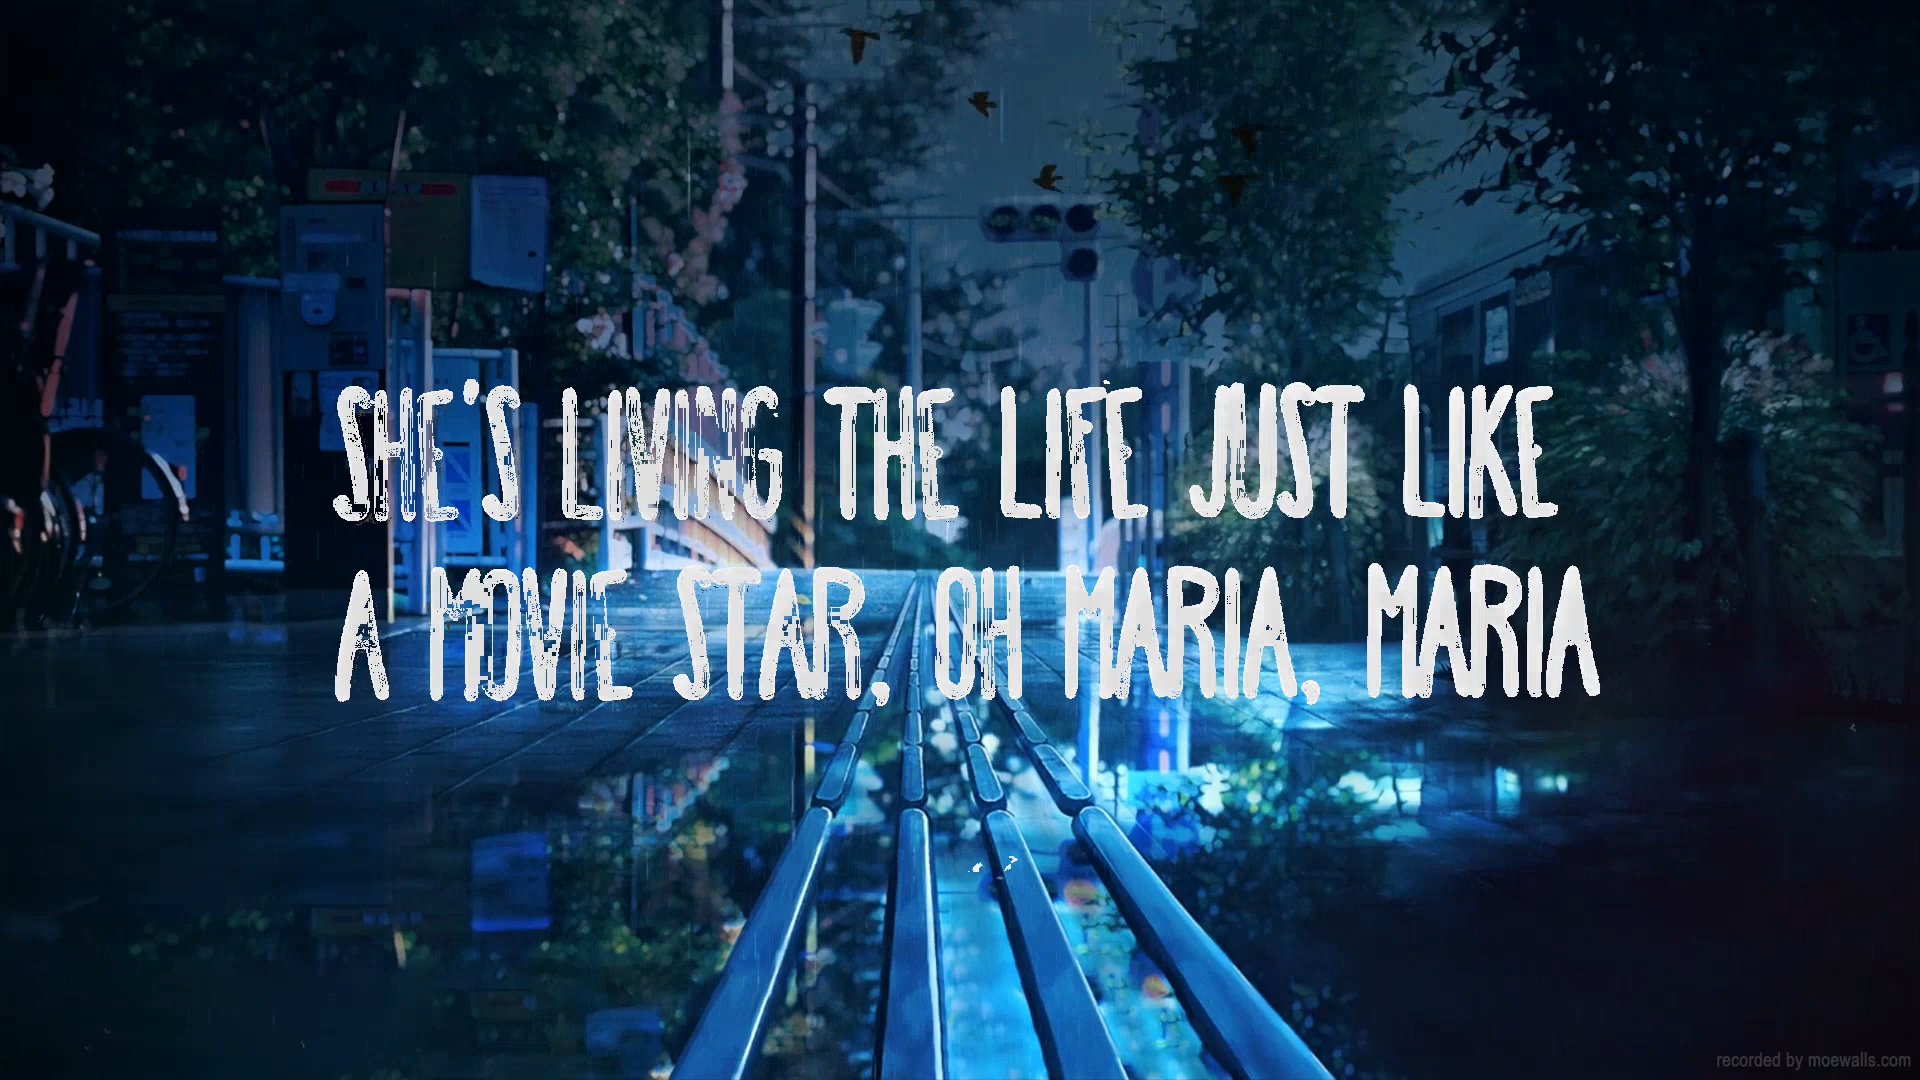 SHE'S LIVING THE LIFE JUST LIKE
A MOVIE STAR, OH MARIA, MARIA
recorded by moewalls.com